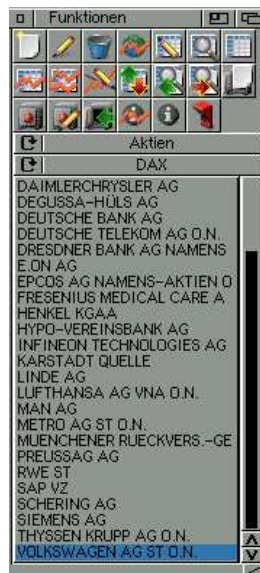 Funktionen
Aktien
DAX
DAIMLERCHRYSLER AG
DEGUSSA-HÜLS AG
DEUTSCHE BANK AG
DEUTSCHE TELEKOM AG O.N.
DRESDNER BANK AG NAMENS
E.ON AG
EPCOS AG NAMENS-AKTIEN O
FRESENIUS MEDICAL CARE A
HENKEL KGAA
HYPO-VEREINSBANK AG
INFINEON TECHNOLOGIES AG
KARSTADT QUELLE
LINDE AG
LUFTHANSA AG VNA O.N.
MAN AG
METRO AG ST O.N.
MUENCHENER RUECKVERS.-GE
PREUSSAG AG
RWE ST
SAP VZ
SCHERING AG
SIEMENS AG
THYSSEN KRUPP AG O.N.
VOLKSWAGEN AG ST O.N.